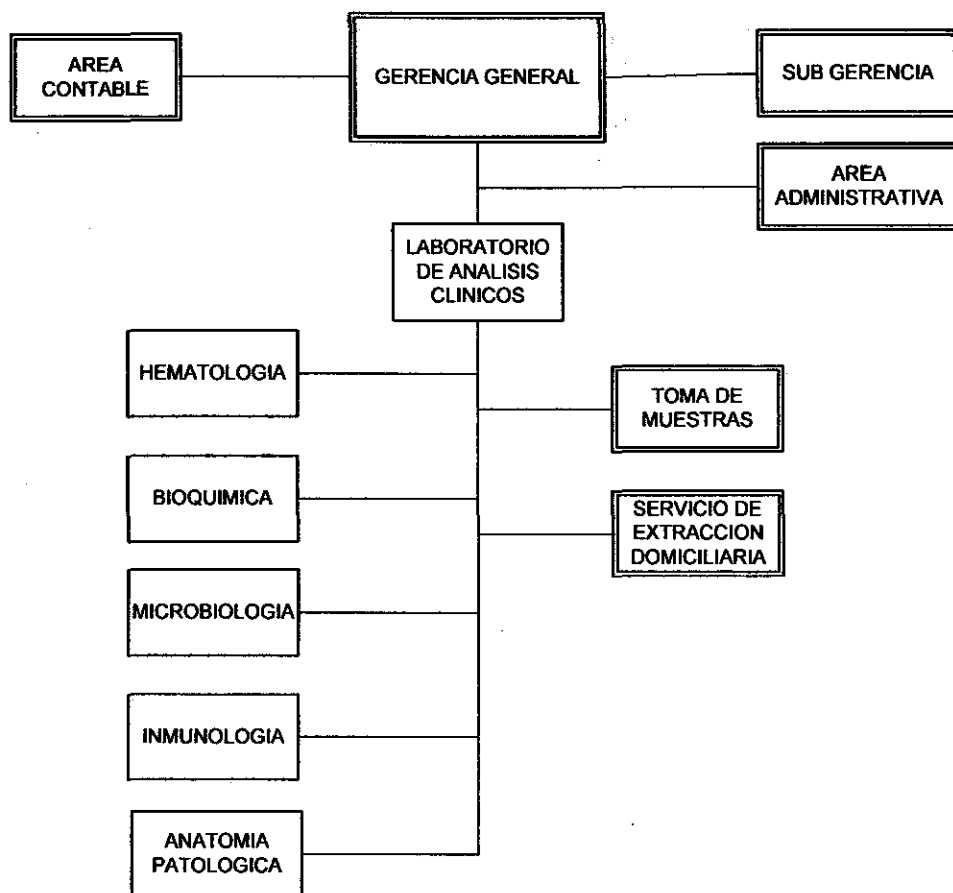 AREA
CONTABLE
GERENCIA GENERAL
SUB GERENCIA
AREA
ADMINISTRATIVA
LABORATORIO
DE ANALISIS
CLINICOS
HEMATOLOGIA
TOMA DE
MUESTRAS
BIOQUIMICA
SERVICIO DE
EXTRACCION
DOMICILIARIA
MICROBIOLOGIA
INMUNOLOGIA
ANATOMIA
PATOLOGICA